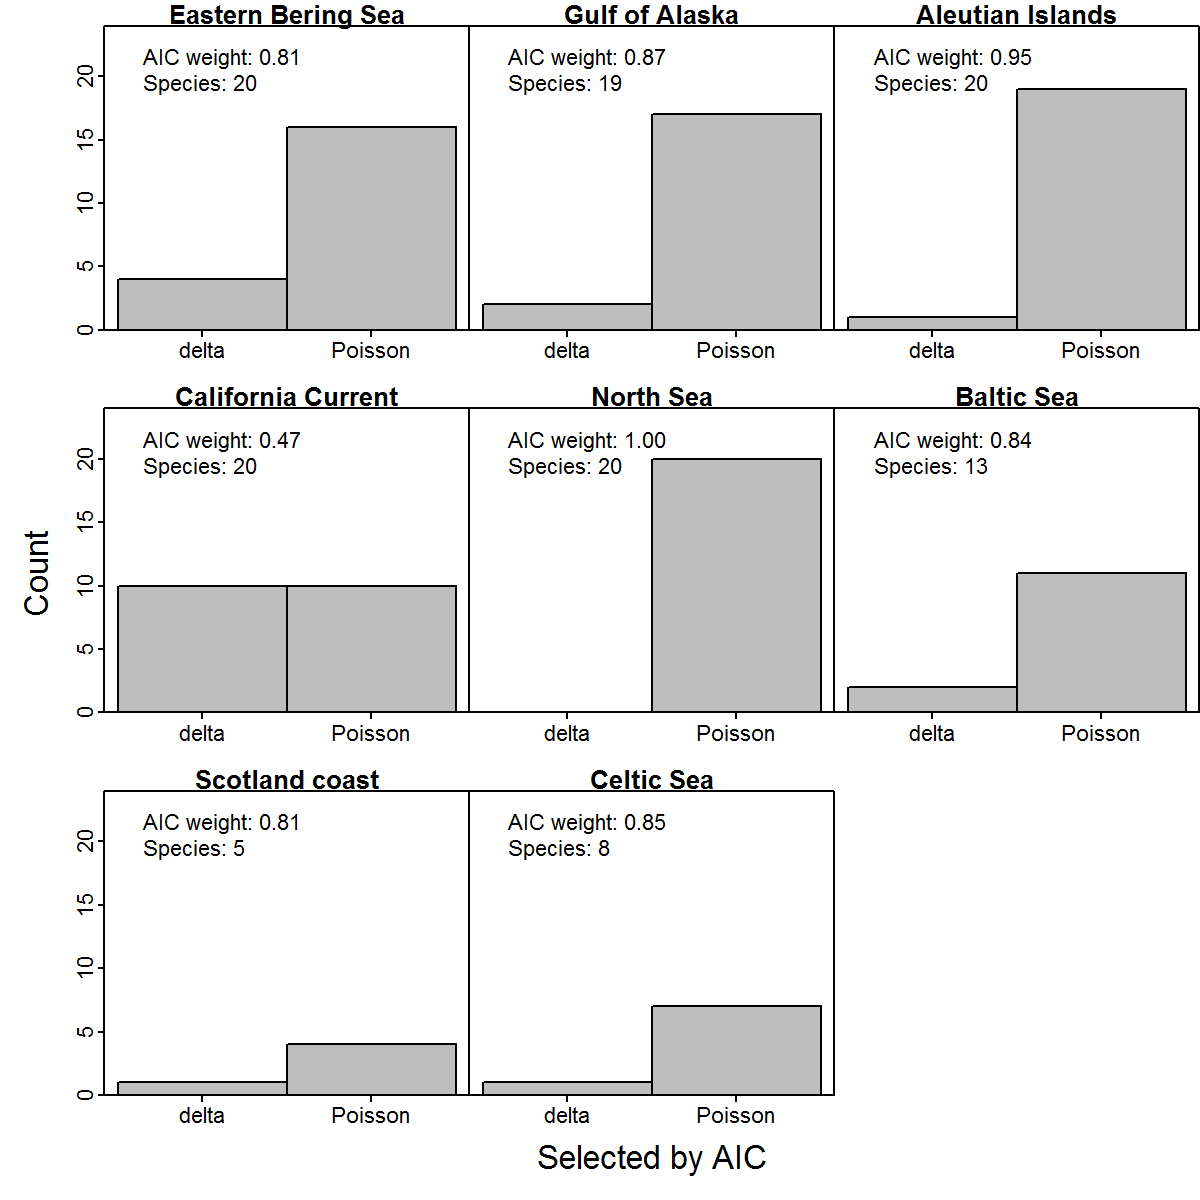 Eastern Bering Sea
AIC weight: 0.81
Species: 20
0 5 10 15 20
delta Poisson
Gulf of Alaska
AIC weight: 0.87
Species: 19
delta Poisson
Aleutian Islands
AIC weight: 0.95
Species: 20
delta Poisson
California Current
AIC weight: 0.47
Species: 20
0 5 10 15 20
delta Poisson
North Sea
AIC weight: 1.00
Species: 20
delta Poisson
Baltic Sea
AIC weight: 0.84
Species: 13
delta Poisson
Scotland coast
AIC weight: 0.81
Species: 5
0 5 10 15 20
delta Poisson
Celtic Sea
AIC weight: 0.85
Species: 8
delta Poisson
Count
Selected by AIC